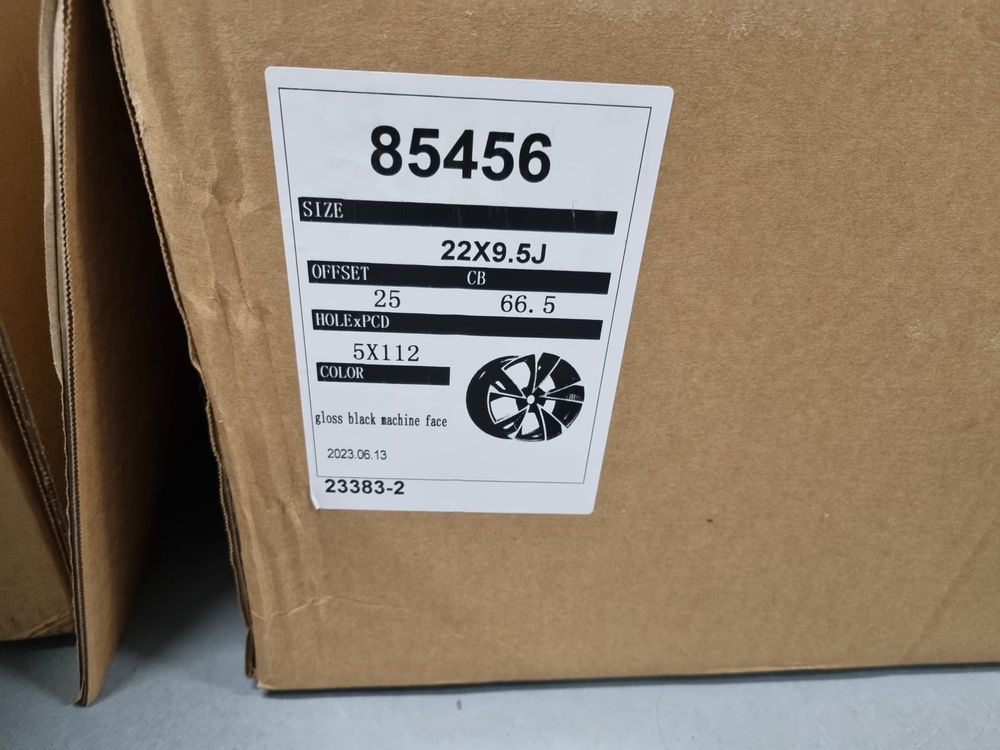 85456
SIZE
22X9.5J
OFFSET CB
25 66.5
HOLExPCD
5X112
COLOR
gloss black machine face
2023.06.13
23383-2